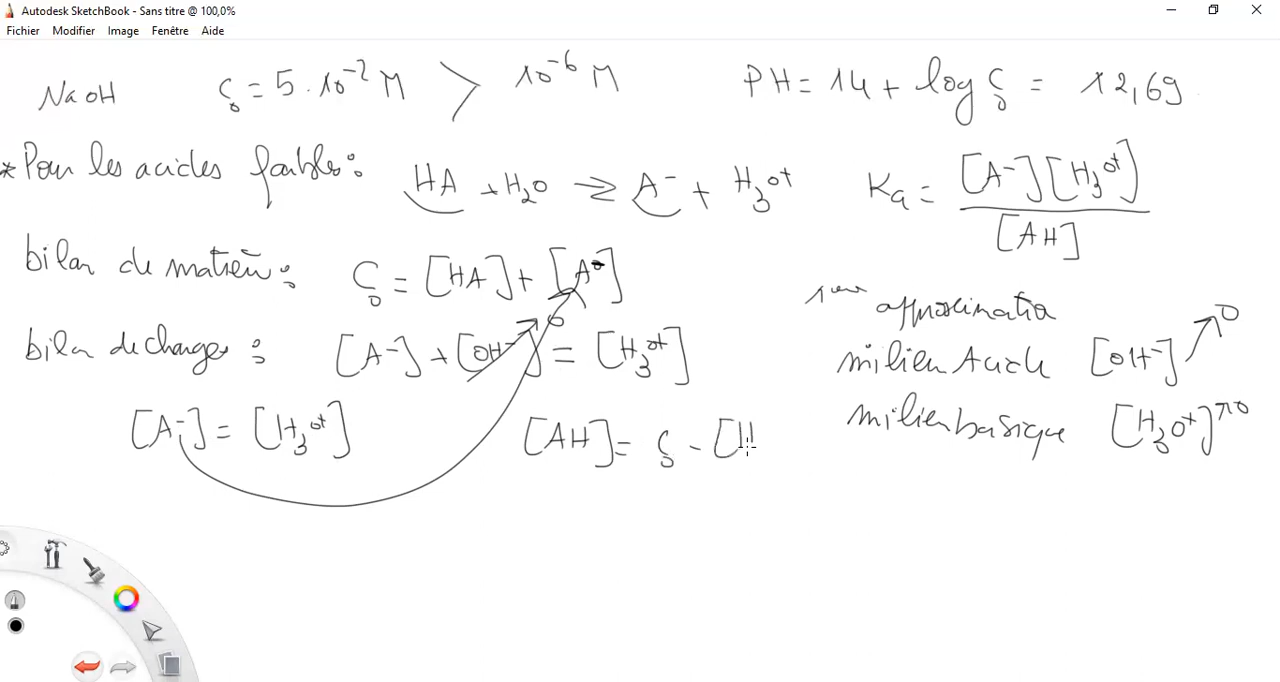 Autodesk SketchBook - Sans titre @ 100,0%
Fichier Modifier Image Fenêtre Aide
NaOH C₀ = 5.10⁻² M > 10⁻⁶ M PH = 14 + log C₀ = 12,69
*Pour les acides faibles : HA + H₂O ⇌ A⁻ + H₃O⁺ Ka = [A⁻][H₃O⁺] / [AH]
bilan de matière : C₀ = [HA] + [A⁻]
bilan de charges : [A⁻] + [OH⁻] = [H₃O⁺]
[A⁻] = [H₃O⁺] [AH] = C₀ - [H
approximation
milieu Acide [OH⁻] ↗ 0
milieu basique [H₃O⁺] ↗ 0